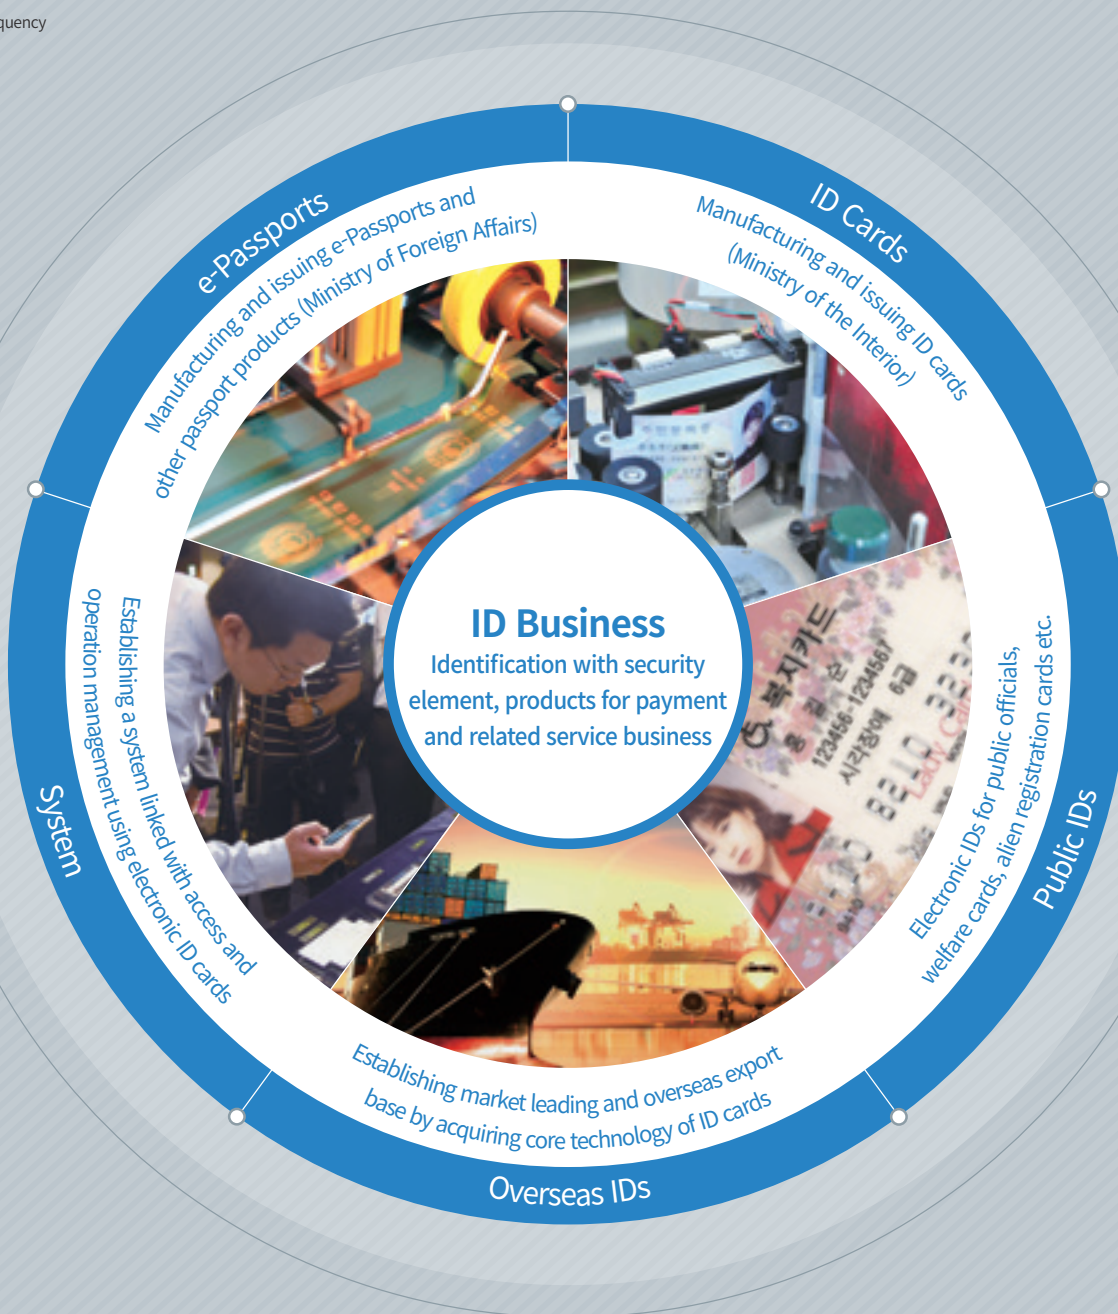 quency
e-Passports
Manufacturing and issuing e-Passports and
other passport products (Ministry of Foreign Affairs)
ID Cards
Manufacturing and issuing ID cards
(Ministry of the Interior)
Public IDs
Electronic IDs for public officials,
welfare cards, alien registration cards etc.
Overseas IDs
Establishing market leading and overseas export
base by acquiring core technology of ID cards
System
Establishing a system linked with access and
operation management using electronic ID cards
ID Business
Identification with security
element, products for payment
and related service business
복지카드
홍 길 순
123456-1234567
시각장애 6급